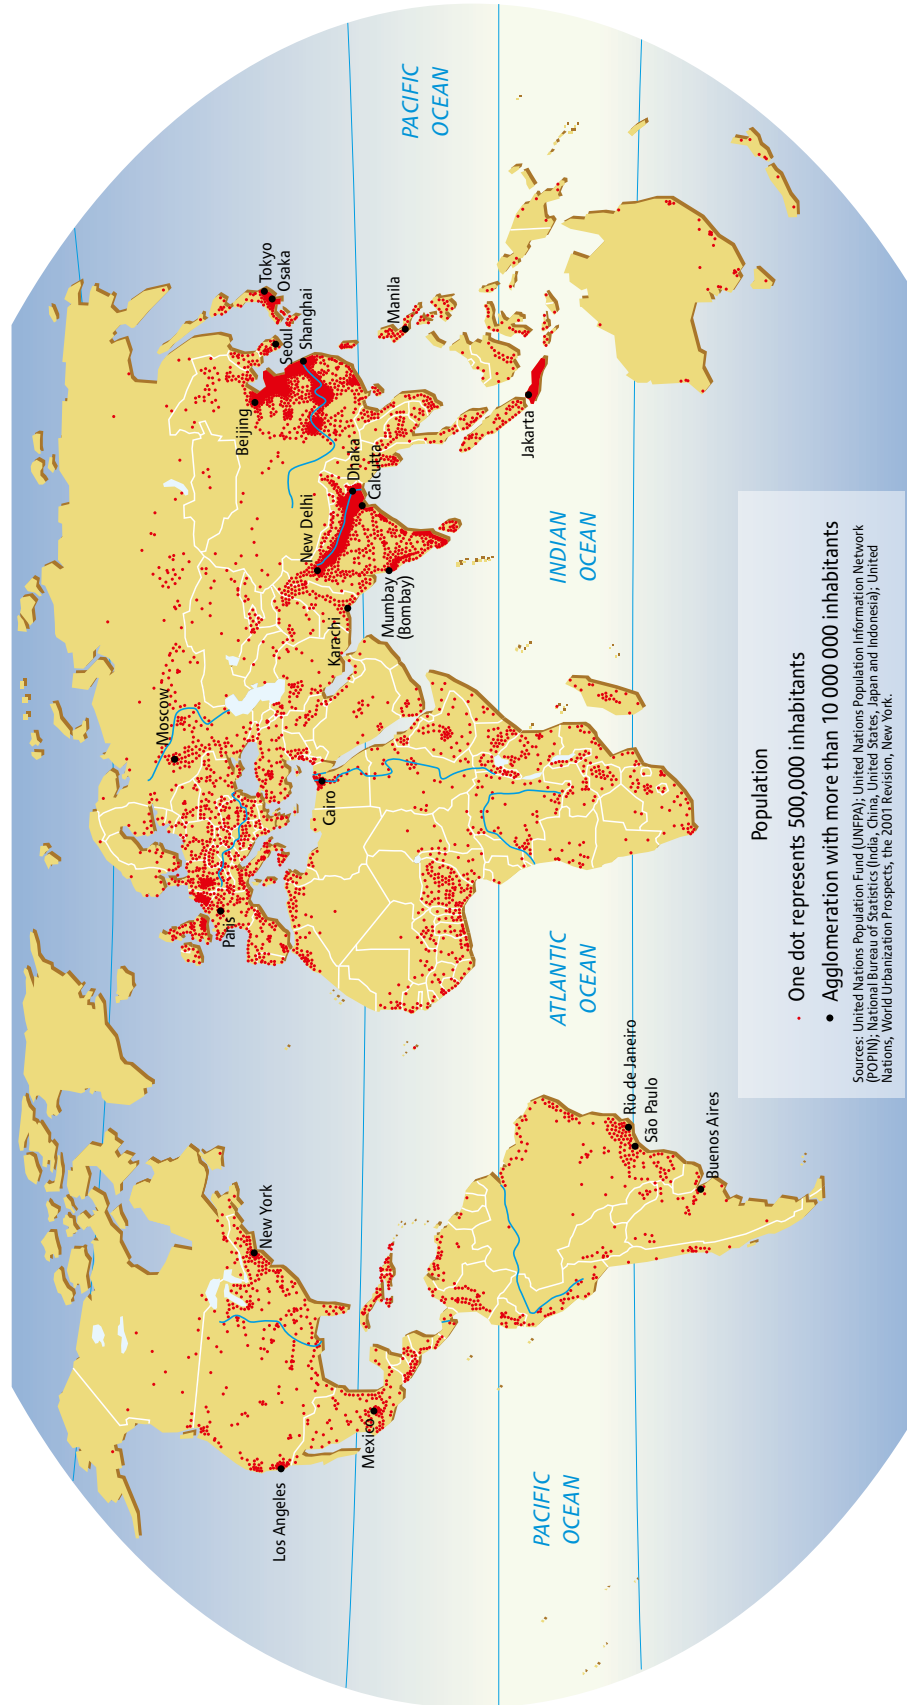 PACIFIC
OCEAN
Tokyo
Osaka
Seoul
Shanghai
Beijing
Manila
Dhaka
Calcutta
New Delhi
Jakarta
Mumbay
(Bombay)
Karachi
INDIAN
OCEAN
Moscow
Cairo
Paris
ATLANTIC
OCEAN
Rio de Janeiro
São Paulo
Buenos Aires
New York
Mexico
Los Angeles
PACIFIC
OCEAN
Population
One dot represents 500,000 inhabitants
Agglomeration with more than 10 000 000 inhabitants
Sources: United Nations Population Fund (UNFPA); United Nations Population Information Network
(POPIN); National Bureau of Statistics (India, China, United States, Japan and Indonesia); United
Nations, World Urbanization Prospects, the 2001 Revision, New York.